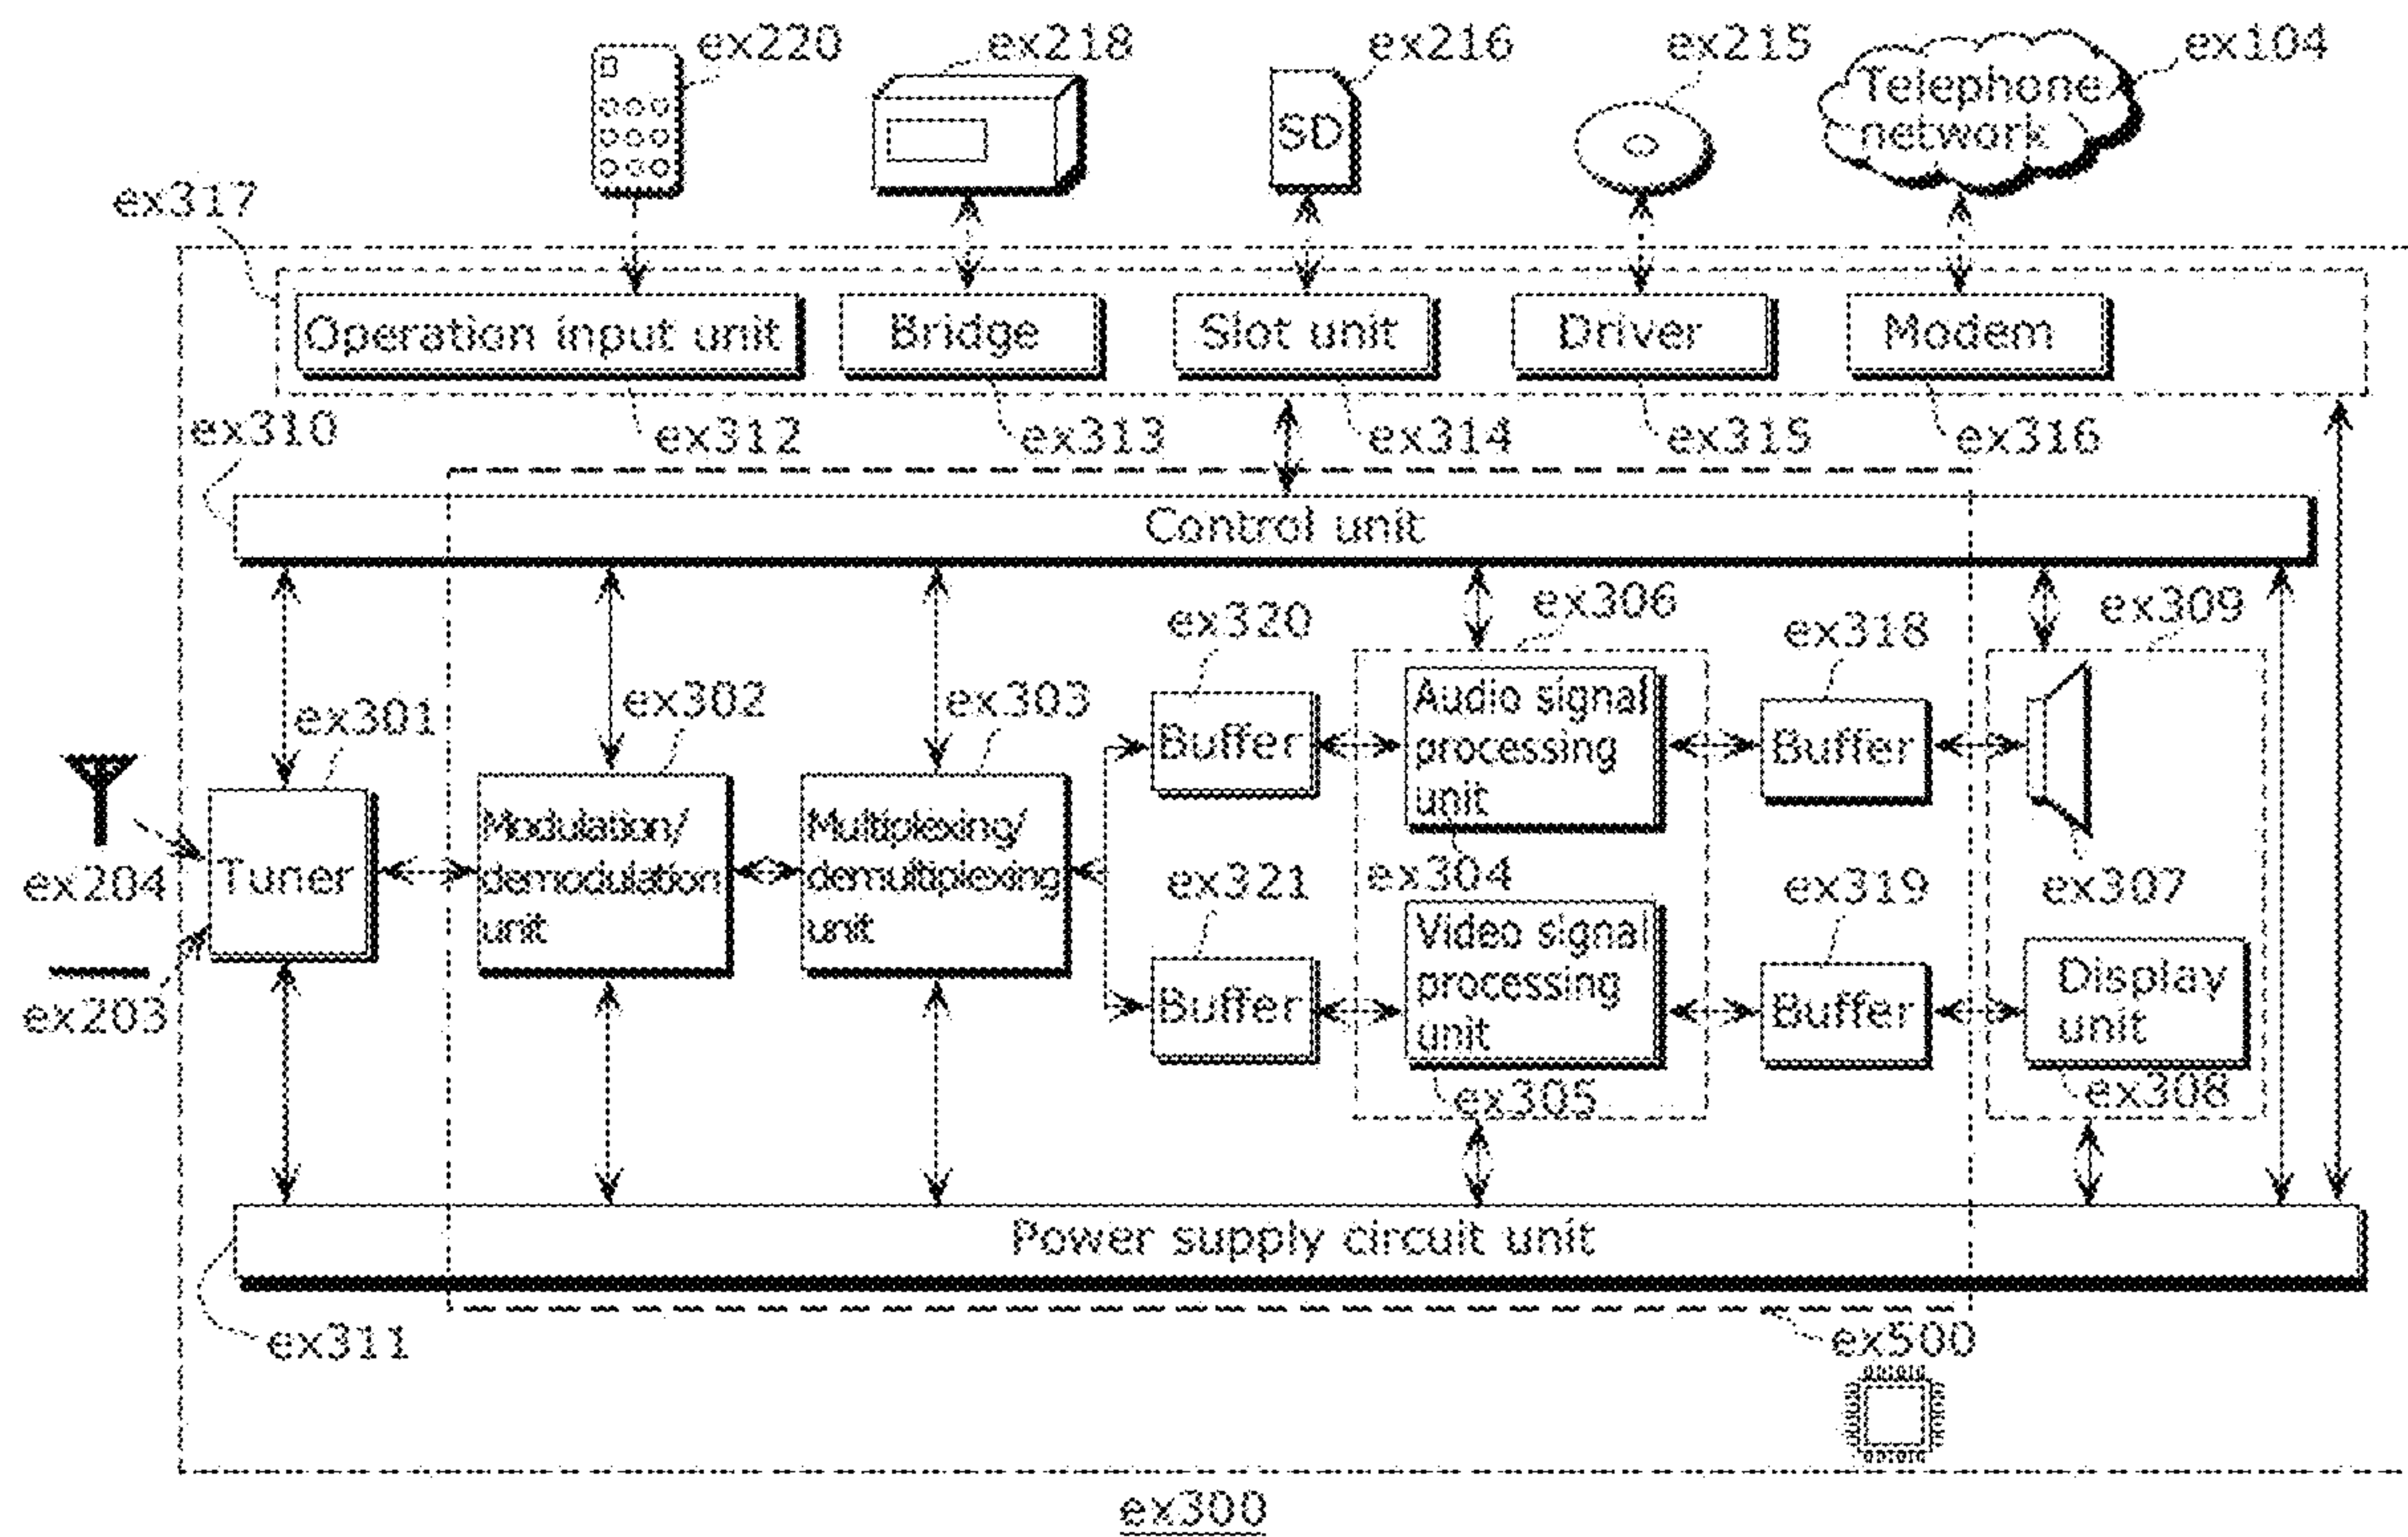 ex220
ex218
ex216
ex215
ex104
Telephone
network
SD
ex317
Operation input unit
Bridge
Slot unit
Driver
Modem
ex310
ex312
ex313
ex314
ex315
ex316
Control unit
ex320
ex306
ex318
ex309
ex301
ex302
ex303
Buffer
Audio signal
processing
unit
Buffer
ex204
Tuner
Modulation/
demodulation
unit
Multiplexing/
demultiplexing
unit
ex321
ex304
ex319
ex307
ex203
Buffer
Video signal
processing
unit
Buffer
Display
unit
ex305
ex308
Power supply circuit unit
ex311
ex500
ex300